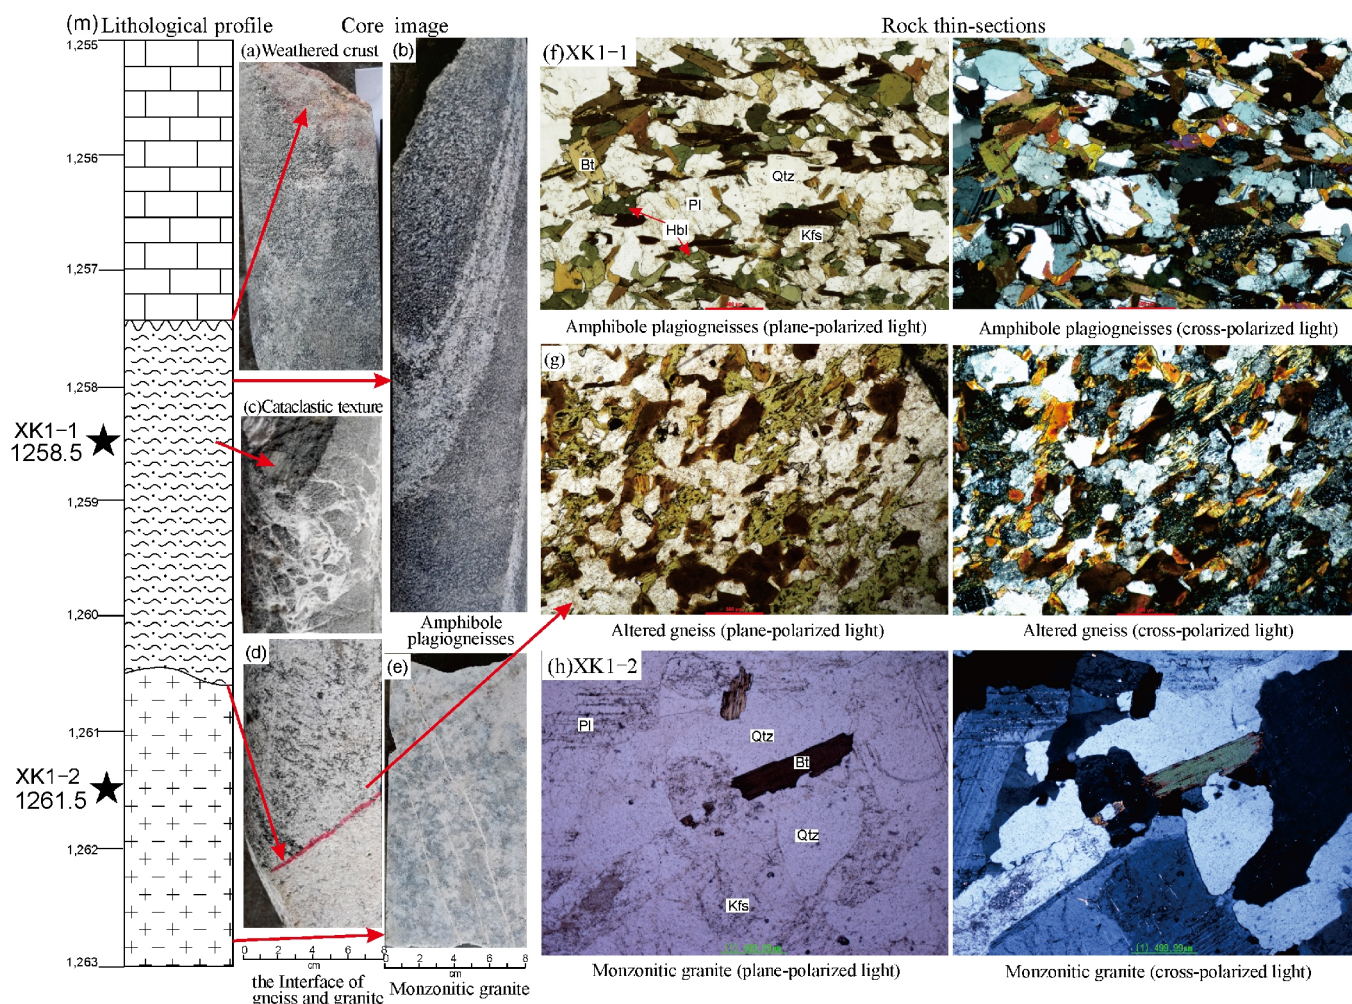 (m) Lithological profile Core image Rock thin-sections
1,255
1,256
1,257
1,258
1,259
1,260
1,261
1,262
1,263
XK1-1
1258.5
XK1-2
1261.5
(a)Weathered crust
(b)
(c)Cataclastic texture
Amphibole
plagiogneisses
(d)
(e)
0 2 4 6 8
cm
0 2 4 6 8
cm
the Interface of
gneiss and granite
Monzonitic granite
(f)XK1-1
Bt
Qtz
Pl
Hbl
Kfs
Amphibole plagiogneisses (plane-polarized light)
Amphibole plagiogneisses (cross-polarized light)
(g)
Altered gneiss (plane-polarized light)
Altered gneiss (cross-polarized light)
(h)XK1-2
Pl
Qtz
Bt
Qtz
Kfs
(1) 499.99μm
Monzonitic granite (plane-polarized light)
Monzonitic granite (cross-polarized light)